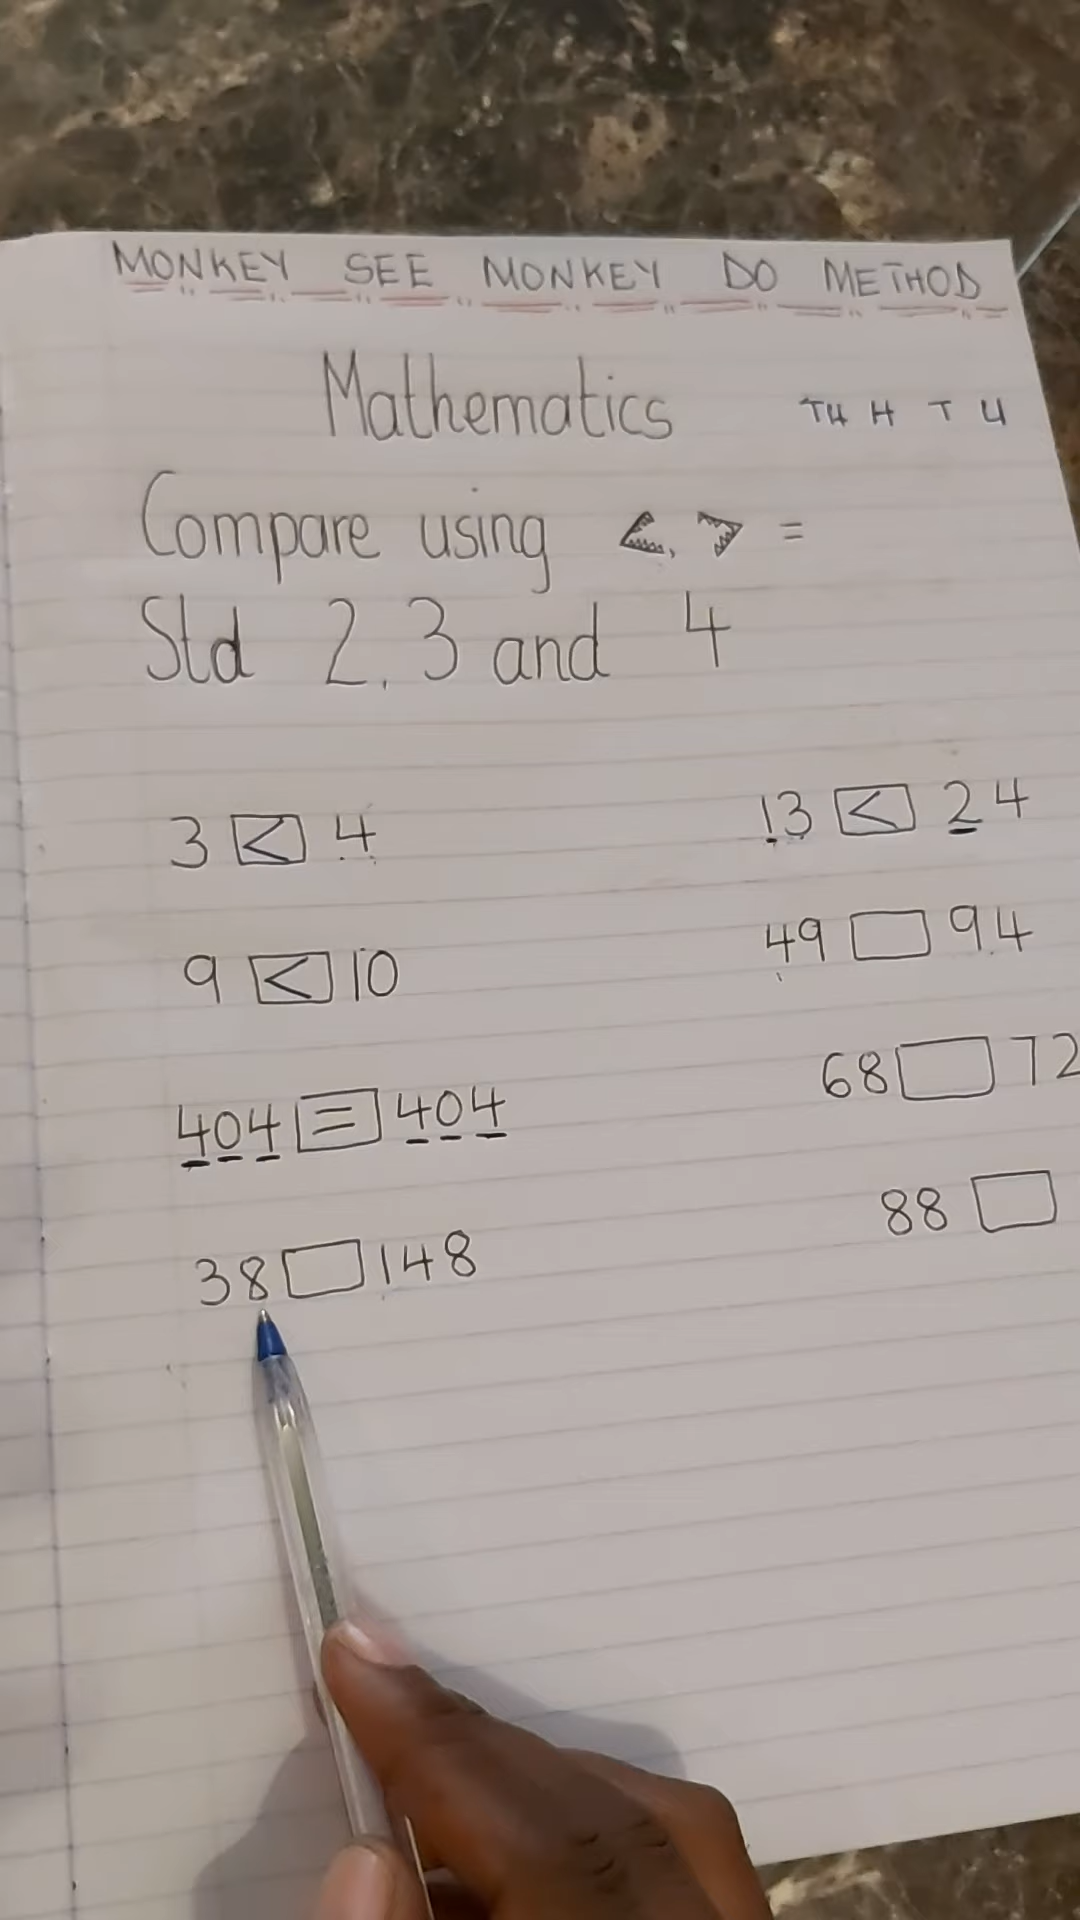 MONKEY SEE MONKEY DO METHOD
Mathematics TH H T U
Compare using <, > =
Std 2, 3 and 4
3 < 4 13 < 24
9 < 10 49 □ 94
404 = 404 68 □ 72
38 □ 148 88 □